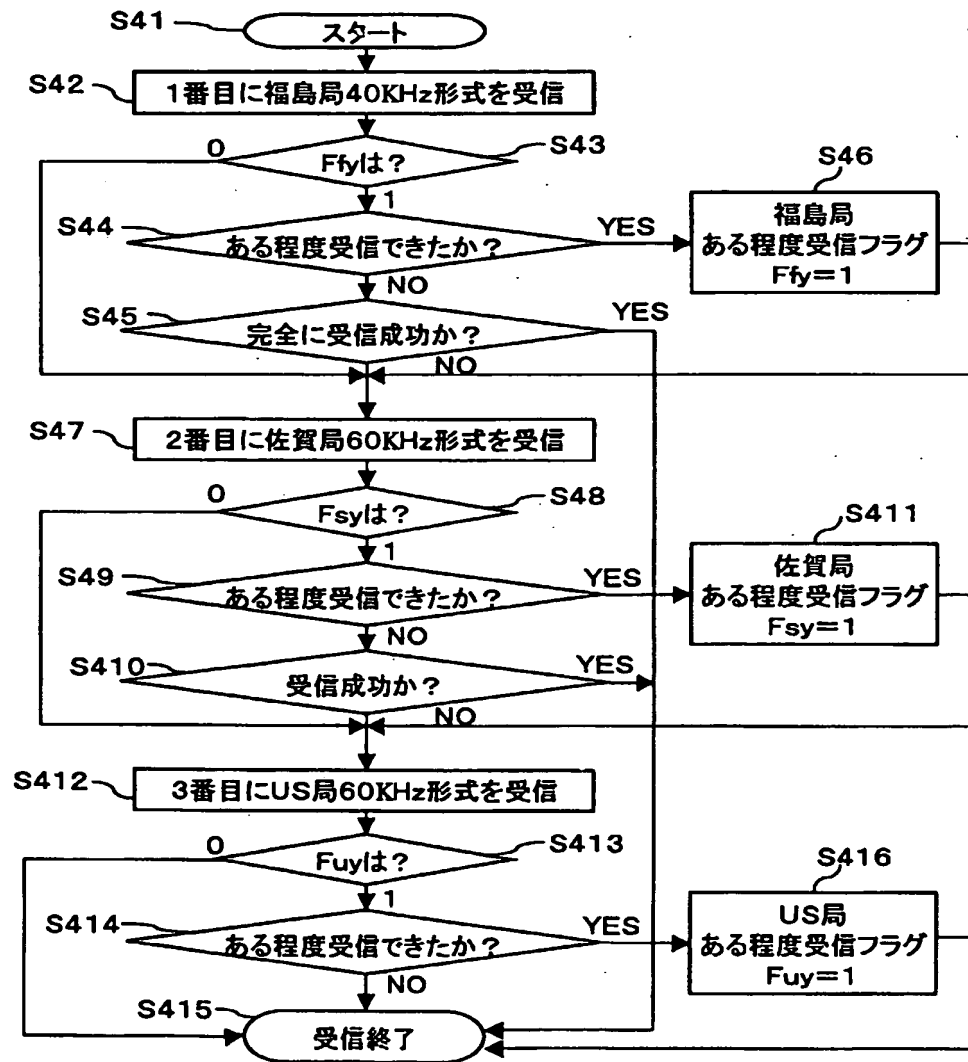 S41
スタート
S42
1番目に福島局40KHz形式を受信
0
Ffyは?
S43
1
S44
ある程度受信できたか?
YES
S46
福島局
ある程度受信フラグ
Ffy=1
NO
S45
完全に受信成功か?
YES
NO
S47
2番目に佐賀局60KHz形式を受信
0
Fsyは?
S48
1
S49
ある程度受信できたか?
YES
S411
佐賀局
ある程度受信フラグ
Fsy=1
NO
S410
受信成功か?
YES
NO
S412
3番目にUS局60KHz形式を受信
0
Fuyは?
S413
1
S414
ある程度受信できたか?
YES
S416
US局
ある程度受信フラグ
Fuy=1
NO
S415
受信終了